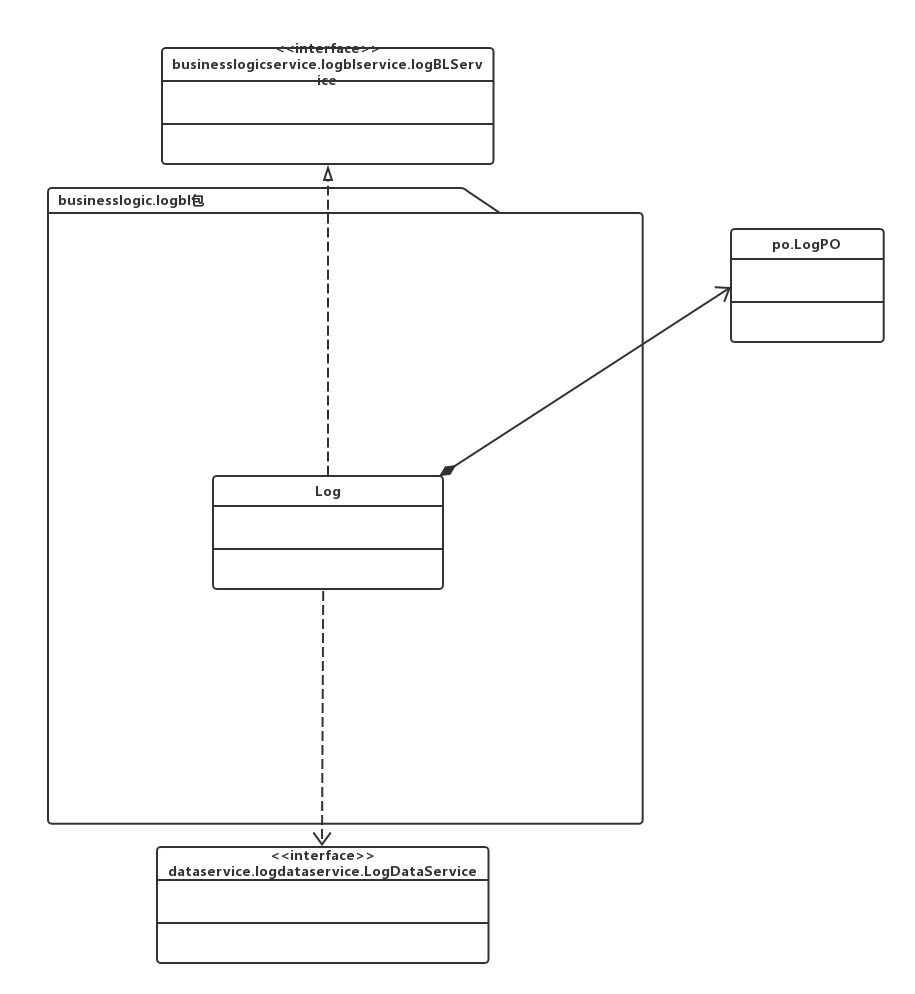 <<interface>>
businesslogicservice.logblservice.logBLServ
ice
businesslogic.logbl包
po.LogPO
Log
<<interface>>
dataservice.logdataservice.LogDataService